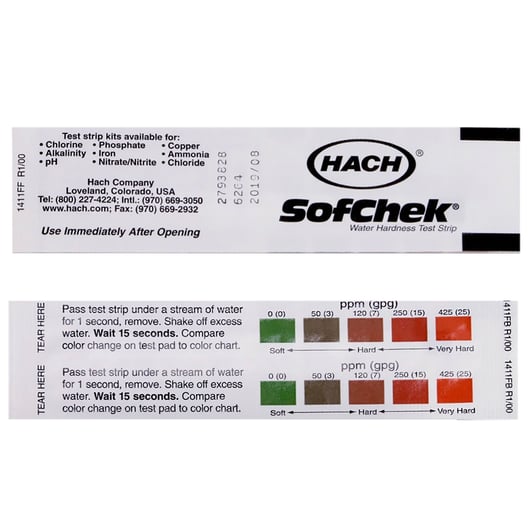 1411FF R1/00
Test strip kits available for:
• Chlorine • Phosphate • Copper
• Alkalinity • Iron • Ammonia
• pH • Nitrate/Nitrite • Chloride
Hach Company
Loveland, Colorado, USA
Tel: (800) 227-4224; Intl.: (970) 669-3050
www.hach.com; Fax: (970) 669-2932
Use Immediately After Opening
2793828
6264
2010/08
HACH®
SofChek®
Water Hardness Test Strip
TEAR HERE
Pass test strip under a stream of water
for 1 second, remove. Shake off excess
water. Wait 15 seconds. Compare
color change on test pad to color chart.
ppm (gpg)
0 (0) 50 (3) 120 (7) 250 (15) 425 (25)
Soft Hard Very Hard
1411FB R1/00
TEAR HERE
Pass test strip under a stream of water
for 1 second, remove. Shake off excess
water. Wait 15 seconds. Compare
color change on test pad to color chart.
ppm (gpg)
0 (0) 50 (3) 120 (7) 250 (15) 425 (25)
Soft Hard Very Hard
1411FB R1/00